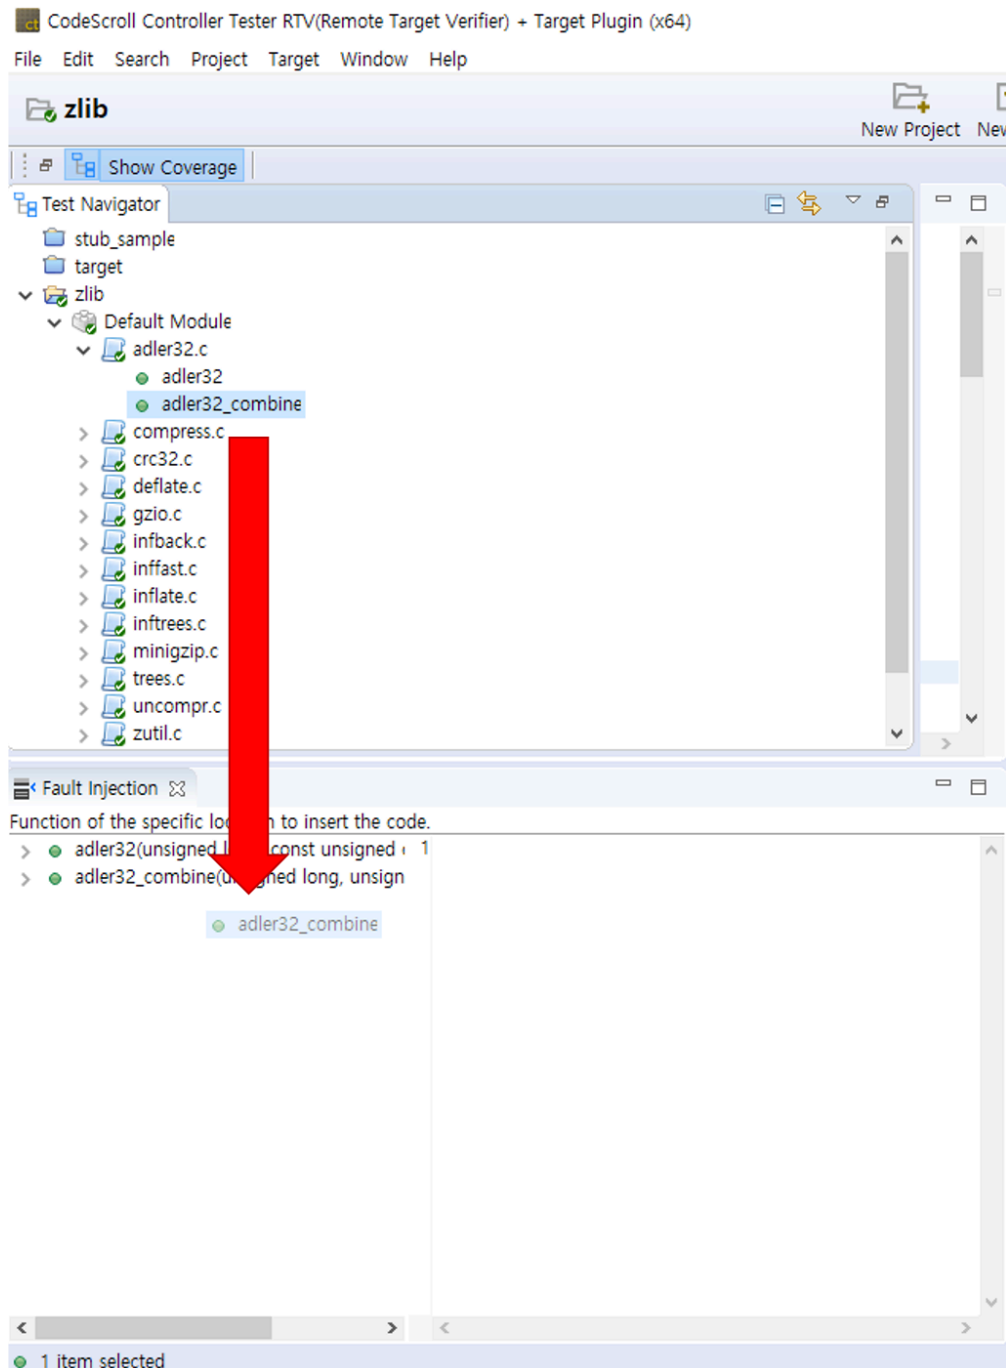 CodeScroll Controller Tester RTV(Remote Target Verifier) + Target Plugin (x64)
File Edit Search Project Target Window Help
zlib
New Project New
Show Coverage
Test Navigator
stub_sample
target
zlib
Default Module
adler32.c
adler32
adler32_combine
compress.c
crc32.c
deflate.c
gzio.c
infback.c
inffast.c
inflate.c
inftrees.c
minigzip.c
trees.c
uncompr.c
zutil.c
Fault Injection
Function of the specific to insert the code.
adler32(unsigned const unsigned 1
adler32_combine( long, unsign
adler32_combine
1 item selected